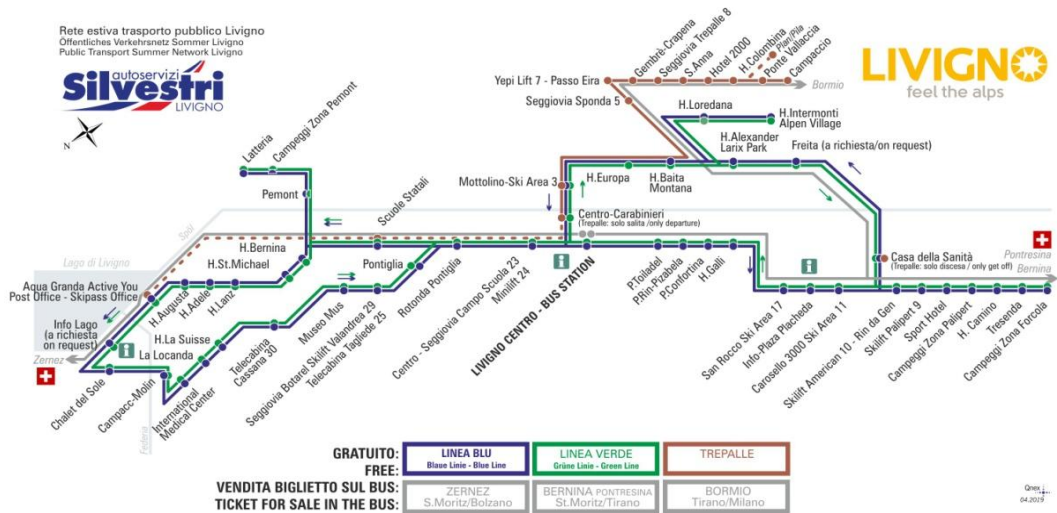 Rete estiva trasporto pubblico Livigno
Öffentliches Verkehrsnetz Sommer Livigno
Public Transport Summer Network Livigno
autoservizi
Silvestri
LIVIGNO
N
LIVIGNO
feel the alps
Yepi Lift 7 - Passo Eira
Gembrè-Crapena
Seggiovia Trepalle 8
S.Anna
Hotel 2000
H.Colombina
Plan/Pila
Ponte Vallaccia
Campaccio
Bormio
Seggiovia Sponda 5
H.Loredana
H.Intermonti
Alpen Village
H.Alexander
Larix Park
Freita (a richiesta/on request)
Latteria
Campeggi Zona Pemont
Pemont
Scuole Statali
Mottolino-Ski Area 3
H.Europa
H.Baita
Montana
Centro-Carabinieri
(Trepalle: solo salita /only departure)
Spöl
Lago di Livigno
H.Bernina
H.St.Michael
Pontiglia
Casa della Sanità
(Trepalle: solo discesa / only get off)
Pontresina
Bernina
Aqua Granda Active You
Post Office - Skipass Office
H.Augusta
H.Adele
H.Lanz
Info Lago
(a richiesta
on request)
Zernez
H.La Suisse
La Locanda
Chalet del Sole
Campacc-Molin
Federia
International
Medical Center
Telecabina
Cassana 30
Museo Mus
Seggiovia Botarel Skilift Valandrea 29
Telecabina Tagliede 25
Rotonda Pontiglia
Centro - Seggiovia Campo Scuola 23
Minilift 24
LIVIGNO CENTRO - BUS STATION
P.Toiladel
P.Rin-Pizabela
P.Confortina
H.Galli
San Rocco Ski Area 17
Info-Plaza Placheda
Carosello 3000 Ski Area 11
Skilift American 10 - Rin da Gen
Skilift Palipert 9
Sport Hotel
Campeggi Zona Palipert
H. Camino
Tresenda
Campeggi Zona Forcola
GRATUITO:
FREE:
LINEA BLU
Blaue Linie - Blue Line
LINEA VERDE
Grüne Linie - Green Line
TREPALLE
VENDITA BIGLIETTO SUL BUS:
TICKET FOR SALE IN THE BUS:
ZERNEZ
S.Moritz/Bolzano
BERNINA PONTRESINA
St.Moritz/Tirano
BORMIO
Tirano/Milano
Qnex
04.2019